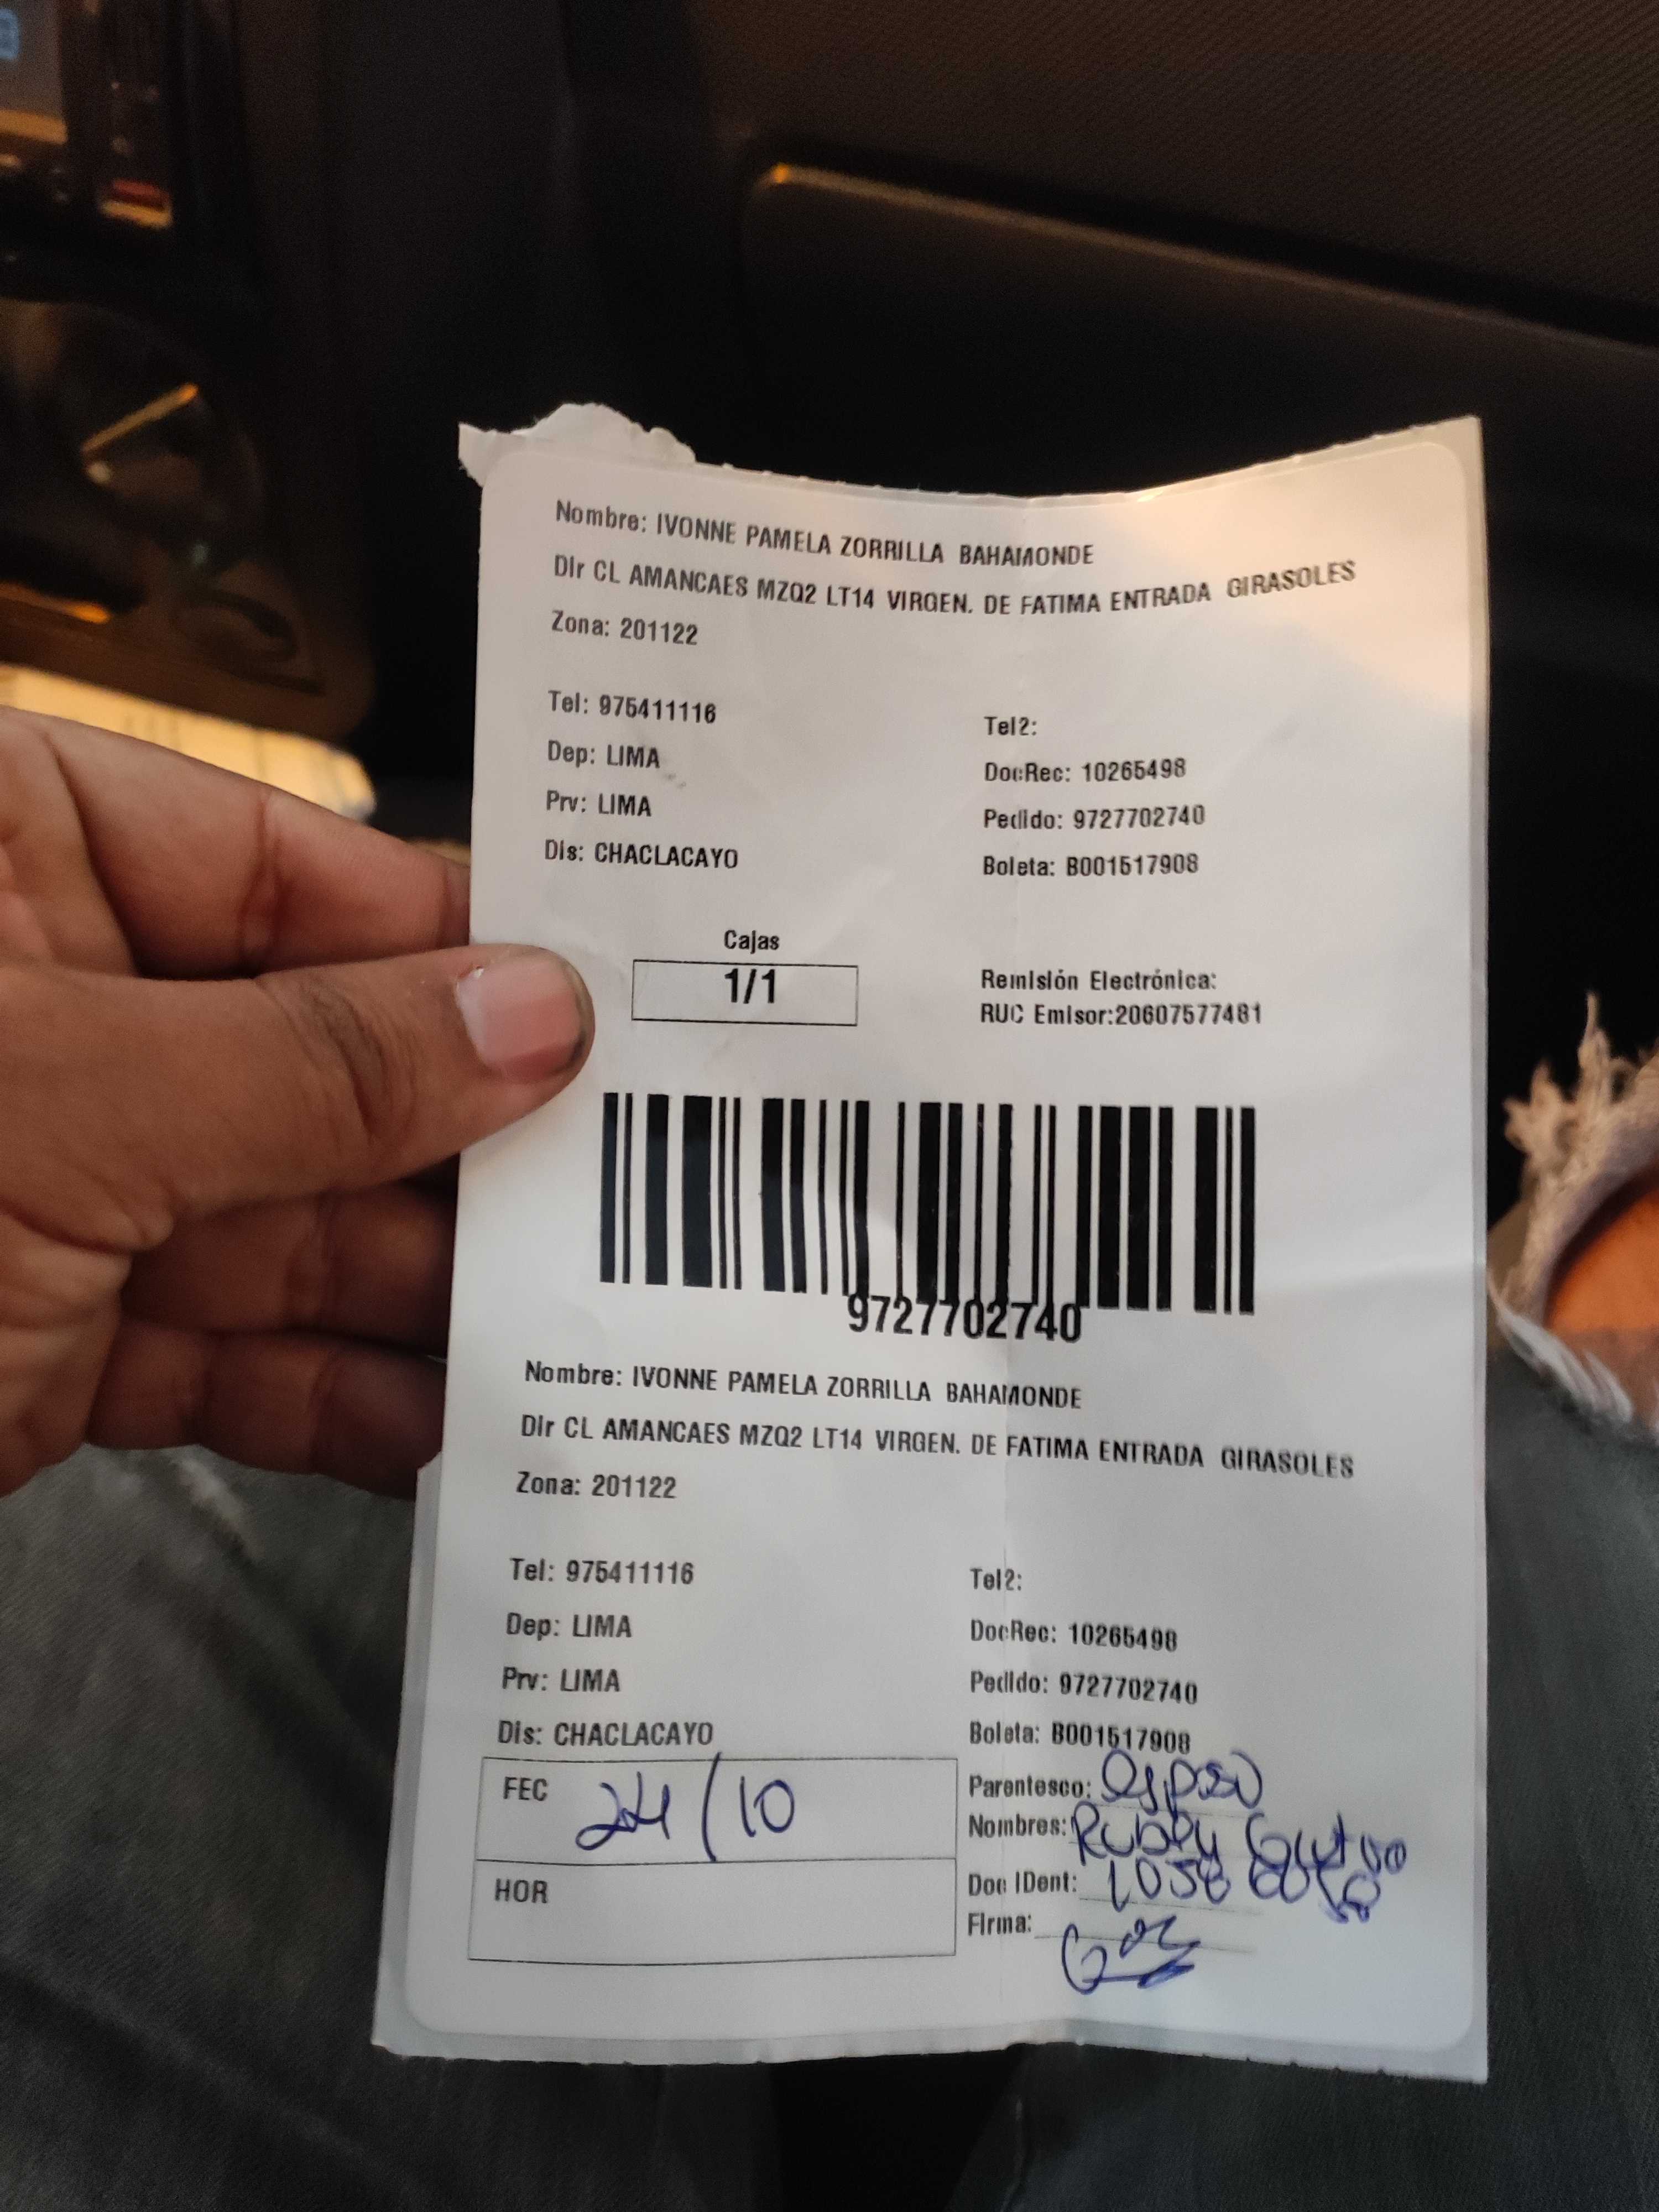 Nombre: IVONNE PAMELA ZORRILLA BAHAMONDE
Dir CL AMANCAES MZQ2 LT14 VIRGEN. DE FATIMA ENTRADA GIRASOLES
Zona: 201122
Tel: 975411116
Tel2:
Dep: LIMA
DocRec: 10265498
Prv: LIMA
Pedido: 9727702740
Dis: CHACLACAYO
Boleta: B001517908
Cajas
1/1
Remisión Electrónica:
RUC Emisor:20607577481
9727702740
Nombre: IVONNE PAMELA ZORRILLA BAHAMONDE
Dir CL AMANCAES MZQ2 LT14 VIRGEN. DE FATIMA ENTRADA GIRASOLES
Zona: 201122
Tel: 975411116
Tel2:
Dep: LIMA
DocRec: 10265498
Prv: LIMA
Pedido: 9727702740
Dis: CHACLACAYO
Boleta: B001517908
FEC 24/10
Parentesco: esposo
Nombres:
HOR
Doc IDent:
Firma: